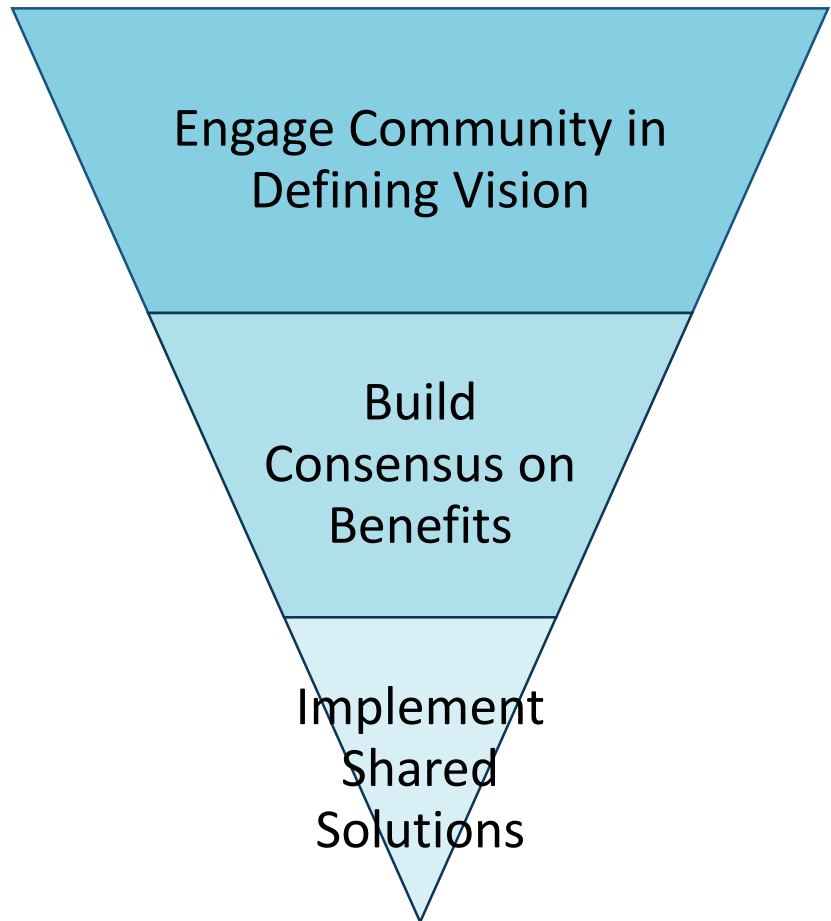 Engage Community in
Defining Vision
Build
Consensus on
Benefits
Implement
Shared
Solutions